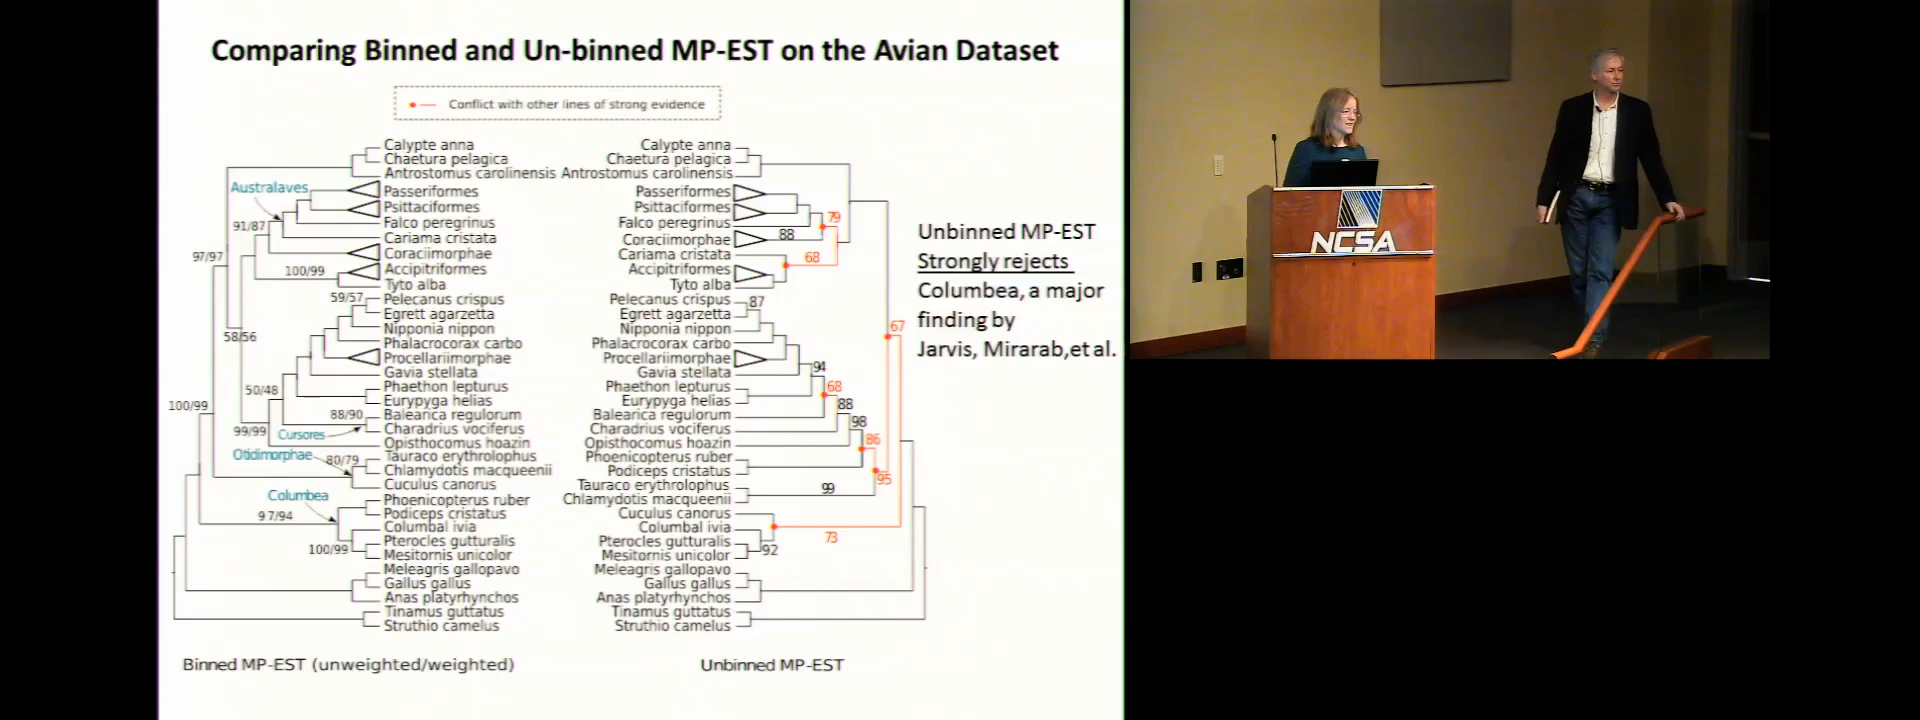 Comparing Binned and Un-binned MP-EST on the Avian Dataset
Conflict with other lines of strong evidence
Calypte anna
Chaetura pelagica
Antrostomus carolinensis
Australaves
Passeriformes
Psittaciformes
91/87
Falco peregrinus
Cariama cristata
97/97
Coraciimorphae
100/99
Accipitriformes
Tyto alba
59/57
Pelecanus crispus
Egrett agarzetta
Nipponia nippon
58/56
Phalacrocorax carbo
Procellariimorphae
Gavia stellata
50/48
Phaethon lepturus
Eurypyga helias
100/99
88/90
Balearica regulorum
99/99
Cursores
Charadrius vociferus
Opisthocomus hoazin
Otidimorphae
80/79
Tauraco erythrolophus
Chlamydotis macqueenii
Cuculus canorus
Columbea
Phoenicopterus ruber
97/94
Podiceps cristatus
Columbal ivia
Pterocles gutturalis
100/99
Mesitornis unicolor
Meleagris gallopavo
Gallus gallus
Anas platyrhynchos
Tinamus guttatus
Struthio camelus
Binned MP-EST (unweighted/weighted)
Calypte anna
Chaetura pelagica
Antrostomus carolinensis
Passeriformes
Psittaciformes
79
Falco peregrinus
Coraciimorphae
88
Cariama cristata
68
Accipitriformes
Tyto alba
Pelecanus crispus
87
Egrett agarzetta
Nipponia nippon
67
Phalacrocorax carbo
Procellariimorphae
94
Gavia stellata
Phaethon lepturus
68
Eurypyga helias
88
Balearica regulorum
98
Charadrius vociferus
86
Opisthocomus hoazin
Phoenicopterus ruber
Podiceps cristatus
95
Tauraco erythrolophus
99
Chlamydotis macqueenii
Cuculus canorus
Columbal ivia
73
Pterocles gutturalis
92
Mesitornis unicolor
Meleagris gallopavo
Gallus gallus
Anas platyrhynchos
Tinamus guttatus
Struthio camelus
Unbinned MP-EST
Unbinned MP-EST
Strongly rejects
Columbea, a major
finding by
Jarvis, Mirarab,et al.
NCSA